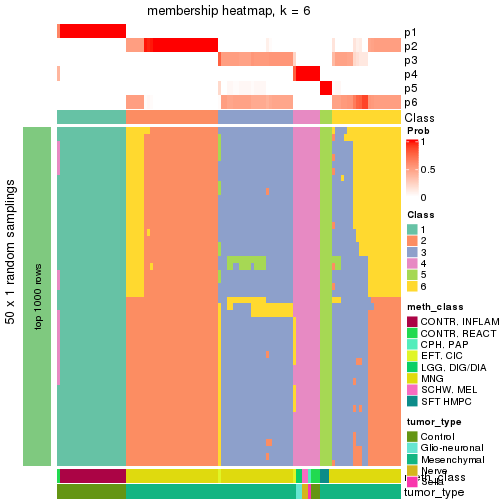 membership heatmap, k = 6
p1
p2
p3
p4
p5
p6
Class
50 x 1 random samplings
top 1000 rows
meth_class
tumor_type
Prob
1
0.5
0
Class
1
2
3
4
5
6
meth_class
CONTR. INFLAM
CONTR. REACT
CPH. PAP
EFT. CIC
LGG. DIG/DIA
MNG
SCHW. MEL
SFT HMPC
tumor_type
Control
Glio-neuronal
Mesenchymal
Nerve
Sella